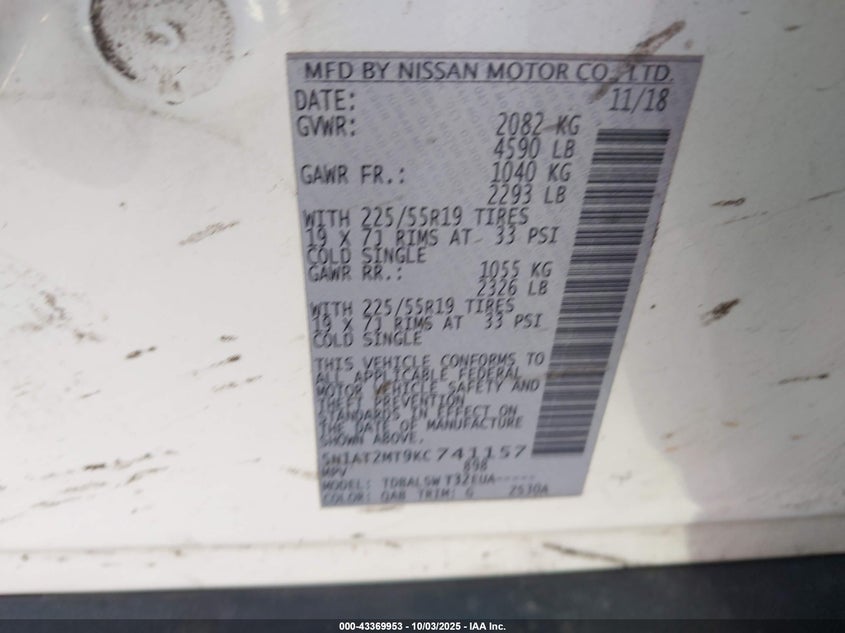 MFD BY NISSAN MOTOR CO., LTD.
DATE: 11/18
GVWR: 2082 KG
4590 LB
GAWR FR.: 1040 KG
2293 LB
WITH 225/55R19 TIRES
19 X 7J RIMS AT 33 PSI
COLD SINGLE
GAWR RR.: 1055 KG
2326 LB
WITH 225/55R19 TIRES
19 X 7J RIMS AT 33 PSI
COLD SINGLE
THIS VEHICLE CONFORMS TO
ALL APPLICABLE FEDERAL
MOTOR VEHICLE SAFETY AND
THEFT PREVENTION
STANDARDS IN EFFECT ON
THE DATE OF MANUFACTURE
SHOWN ABOVE.
5N1AT2MT9KC741157
MPV 898
MODEL:
COLOR: QAB TRIM: G 2530A
000-43369953 - 10/03/2025 - IAA Inc.